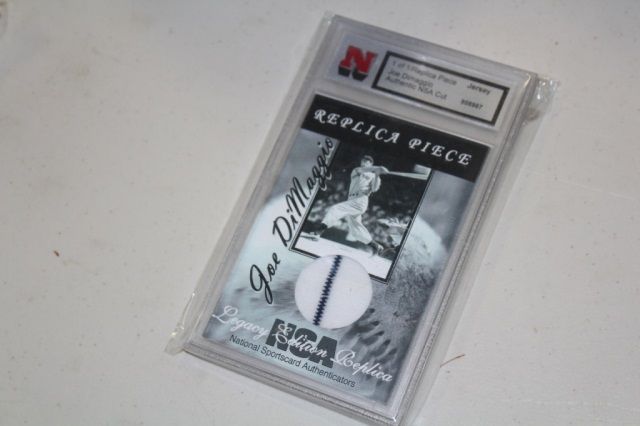 N
1 of 1/Replica Piece Jersey
Joe Dimaggio
Authentic NSA Cut
REPLICA PIECE
Joe DiMaggio
NSA
Legacy Edition Replica
National Sportscard Authenticators